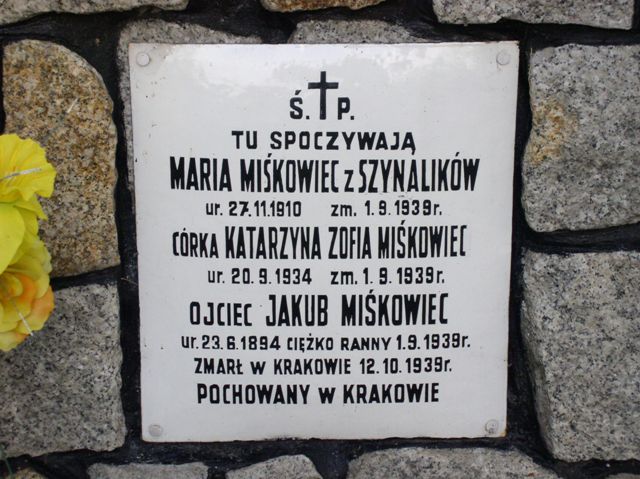 Ś. P.
TU SPOCZYWAJĄ
MARIA MIŚKOWIEC z SZYNALIKÓW
ur. 27.11.1910 zm. 1.9.1939r.
CÓRKA KATARZYNA ZOFIA MIŚKOWIEC
ur. 20.9.1934 zm. 1.9.1939r.
OJCIEC JAKUB MIŚKOWIEC
ur. 23.6.1894 CIĘŻKO RANNY 1.9.1939r.
ZMARŁ W KRAKOWIE 12.10.1939r.
POCHOWANY W KRAKOWIE